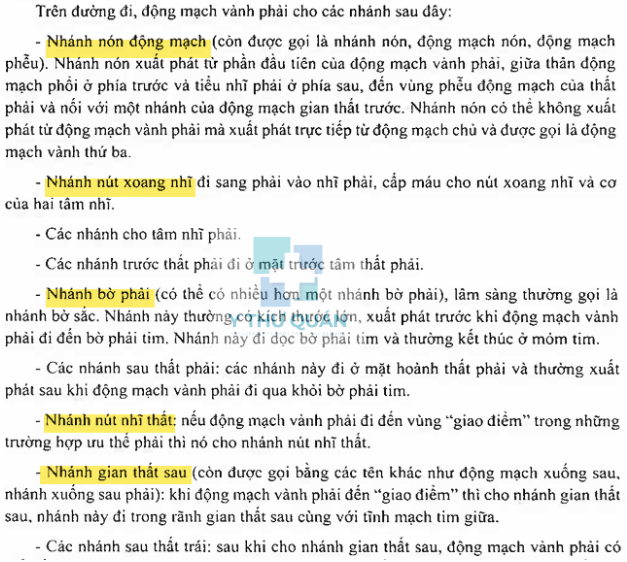 Trên đường đi, động mạch vành phải cho các nhánh sau đây:
- Nhánh nón động mạch (còn được gọi là nhánh nón, động mạch nón, động mạch
phễu). Nhánh nón xuất phát từ phần đầu tiên của động mạch vành phải, giữa thân động
mạch phổi ở phía trước và tiểu nhĩ phải ở phía sau, đến vùng phễu động mạch của thất
phải và nối với một nhánh của động mạch gian thất trước. Nhánh nón có thể không xuất
phát từ động mạch vành phải mà xuất phát trực tiếp từ động mạch chủ và được gọi là động
mạch vành thứ ba.
- Nhánh nút xoang nhĩ đi sang phải vào nhĩ phải, cấp máu cho nút xoang nhĩ và cơ
của hai tâm nhĩ.
- Các nhánh cho tâm nhĩ phải.
- Các nhánh trước thất phải đi ở mặt trước tâm thất phải.
- Nhánh bờ phải (có thể có nhiều hơn một nhánh bờ phải), lâm sàng thường gọi là
nhánh bờ sắc. Nhánh này thường có kích thước lớn, xuất phát trước khi động mạch vành
Y THƯ QUÁN
phải đi đến bờ phải tim. Nhánh này đi dọc bờ phải tim và thường kết thúc ở mỏm tim.
- Các nhánh sau thất phải: các nhánh này đi ở mặt hoành thất phải và thường xuất
phát sau khi động mạch vành phải đi qua khỏi bờ phải tim.
- Nhánh nút nhĩ thất: nếu động mạch vành phải đi đến vùng “giao điểm” trong những
trường hợp ưu thế phải thì nó cho nhánh nút nhĩ thất.
- Nhánh gian thất sau (còn được gọi bằng các tên khác như động mạch xuống sau,
nhánh xuống sau phải): khi động mạch vành phải đến “giao điểm” thì cho nhánh gian thất
sau, nhánh này đi trong rãnh gian thất sau cùng với tĩnh mạch tim giữa.
- Các nhánh sau thất trái: sau khi cho nhánh gian thất sau, động mạch vành phải có